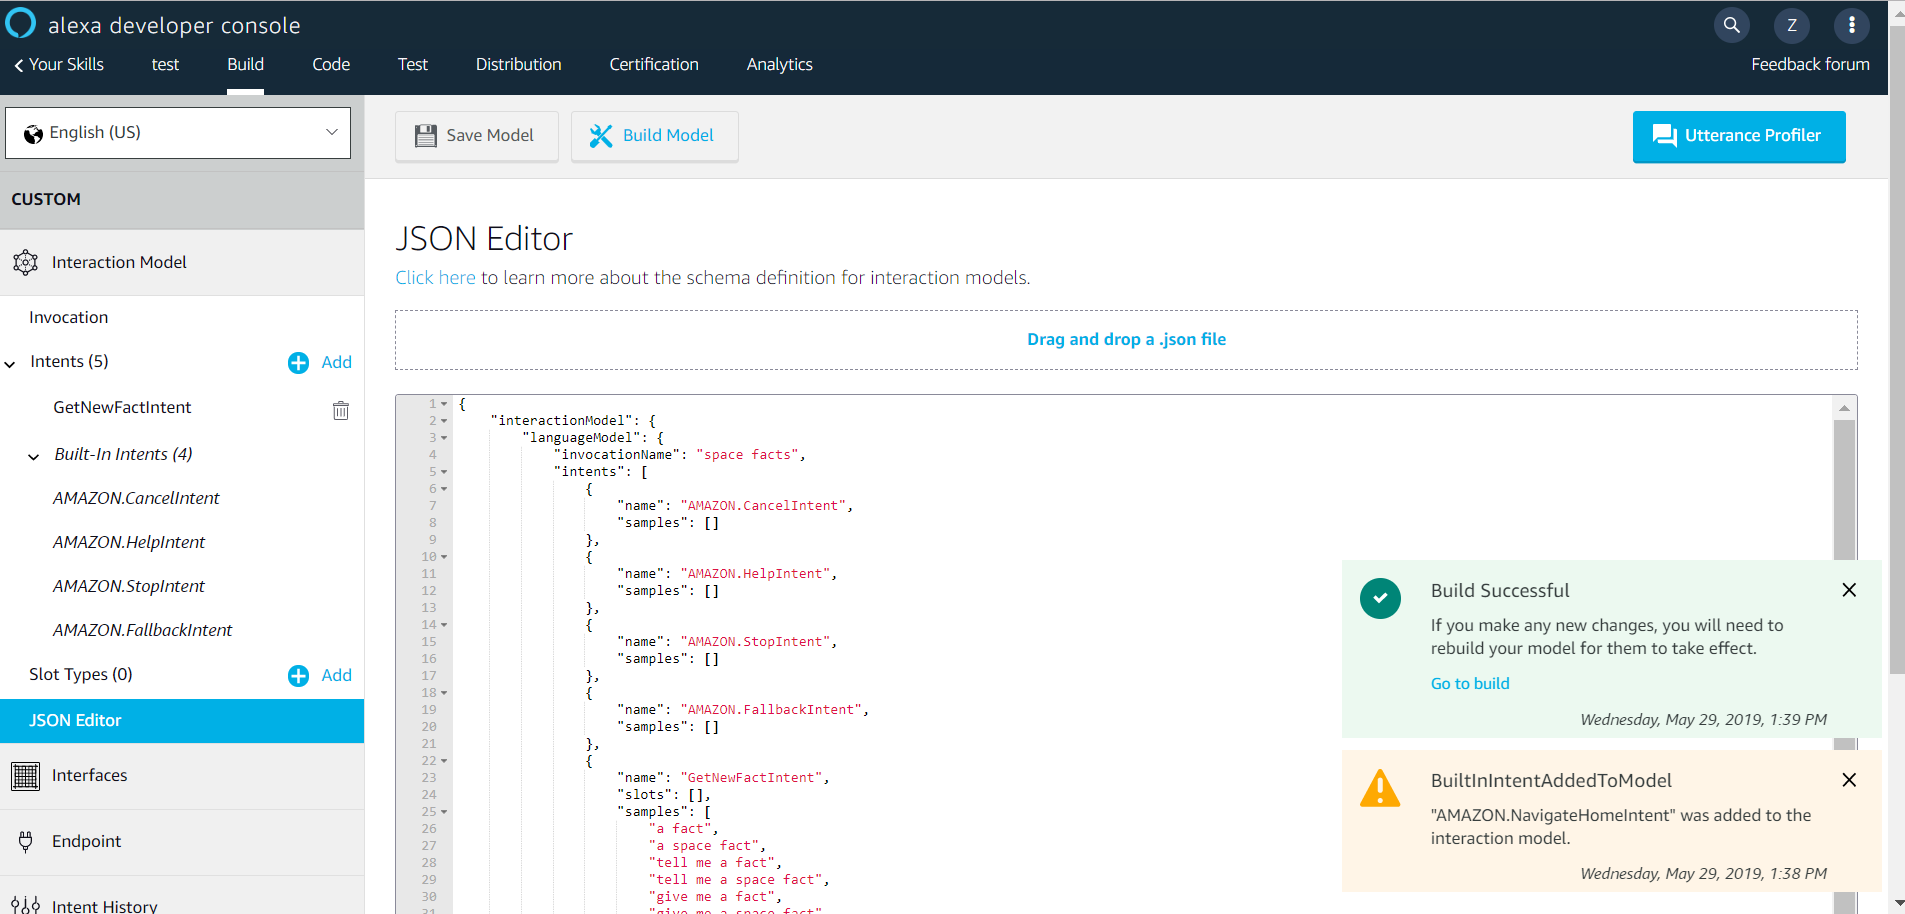 alexa developer console
Z
Your Skills
test
Build
Code
Test
Distribution
Certification
Analytics
Feedback forum
English (US)
Save Model
Build Model
Utterance Profiler
CUSTOM
Interaction Model
Invocation
Intents (5)
Add
GetNewFactIntent
Built-In Intents (4)
AMAZON.CancelIntent
AMAZON.HelpIntent
AMAZON.StopIntent
AMAZON.FallbackIntent
Slot Types (0)
Add
JSON Editor
Interfaces
Endpoint
Intent History
JSON Editor
Click here to learn more about the schema definition for interaction models.
Drag and drop a .json file
1 {
2 "interactionModel": {
3 "languageModel": {
4 "invocationName": "space facts",
5 "intents": [
6 {
7 "name": "AMAZON.CancelIntent",
8 "samples": []
9 },
10 {
11 "name": "AMAZON.HelpIntent",
12 "samples": []
13 },
14 {
15 "name": "AMAZON.StopIntent",
16 "samples": []
17 },
18 {
19 "name": "AMAZON.FallbackIntent",
20 "samples": []
21 },
22 {
23 "name": "GetNewFactIntent",
24 "slots": [],
25 "samples": [
26 "a fact",
27 "a space fact",
28 "tell me a fact",
29 "tell me a space fact",
30 "give me a fact",
31 "give me a space fact"
Build Successful
If you make any new changes, you will need to
rebuild your model for them to take effect.
Go to build
Wednesday, May 29, 2019, 1:39 PM
BuiltInIntentAddedToModel
"AMAZON.NavigateHomeIntent" was added to the
interaction model.
Wednesday, May 29, 2019, 1:38 PM